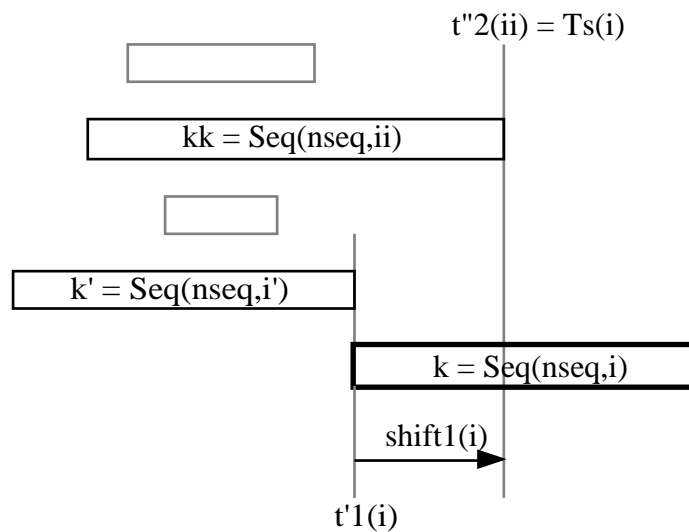 t"2(ii) = Ts(i)
kk = Seq(nseq,ii)
k' = Seq(nseq,i')
k = Seq(nseq,i)
shift1(i)
t'1(i)